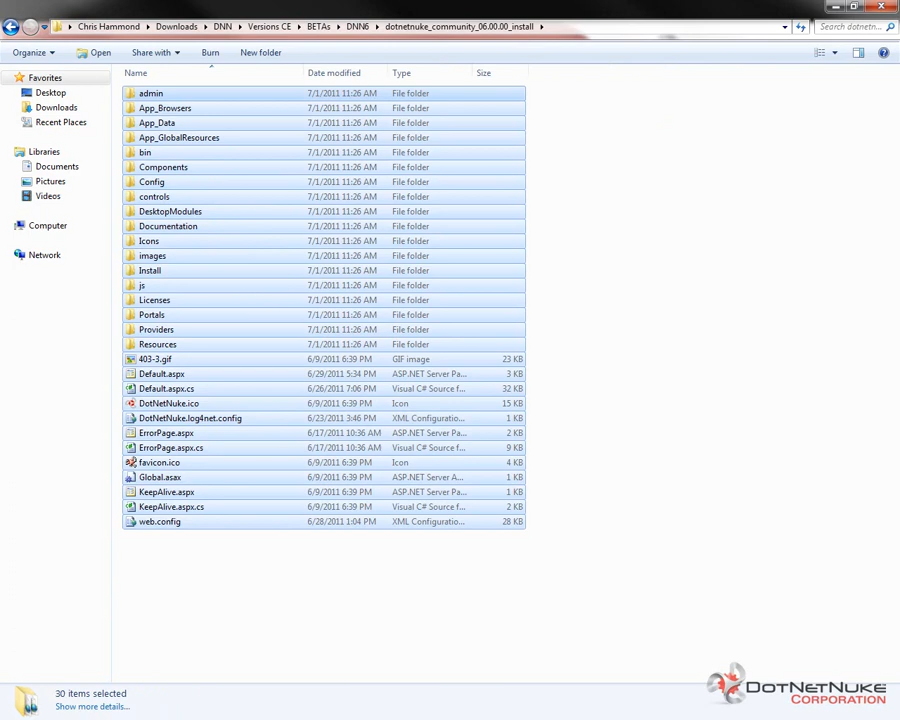 Chris Hammond ▸ Downloads ▸ DNN ▸ Versions CE ▸ BETAs ▸ DNN6 ▸ dotnetnuke_community_06.00.00_install ▸
Search dotnetn...
Organize Open Share with Burn New folder
Name Date modified Type Size
Favorites
Desktop
Downloads
Recent Places
Libraries
Documents
Pictures
Videos
Computer
Network
admin 7/1/2011 11:26 AM File folder
App_Browsers 7/1/2011 11:26 AM File folder
App_Data 7/1/2011 11:26 AM File folder
App_GlobalResources 7/1/2011 11:26 AM File folder
bin 7/1/2011 11:26 AM File folder
Components 7/1/2011 11:26 AM File folder
Config 7/1/2011 11:26 AM File folder
controls 7/1/2011 11:26 AM File folder
DesktopModules 7/1/2011 11:26 AM File folder
Documentation 7/1/2011 11:26 AM File folder
Icons 7/1/2011 11:26 AM File folder
images 7/1/2011 11:26 AM File folder
Install 7/1/2011 11:26 AM File folder
js 7/1/2011 11:26 AM File folder
Licenses 7/1/2011 11:26 AM File folder
Portals 7/1/2011 11:26 AM File folder
Providers 7/1/2011 11:26 AM File folder
Resources 7/1/2011 11:26 AM File folder
403-3.gif 6/9/2011 6:39 PM GIF image 23 KB
Default.aspx 6/29/2011 5:34 PM ASP.NET Server Pa... 3 KB
Default.aspx.cs 6/26/2011 7:06 PM Visual C# Source f... 32 KB
DotNetNuke.ico 6/9/2011 6:39 PM Icon 15 KB
DotNetNuke.log4net.config 6/23/2011 3:46 PM XML Configuratio... 1 KB
ErrorPage.aspx 6/17/2011 10:36 AM ASP.NET Server Pa... 2 KB
ErrorPage.aspx.cs 6/17/2011 10:36 AM Visual C# Source f... 9 KB
favicon.ico 6/9/2011 6:39 PM Icon 4 KB
Global.asax 6/9/2011 6:39 PM ASP.NET Server A... 1 KB
KeepAlive.aspx 6/9/2011 6:39 PM ASP.NET Server Pa... 1 KB
KeepAlive.aspx.cs 6/9/2011 6:39 PM Visual C# Source f... 1 KB
web.config 6/28/2011 1:04 PM XML Configuratio... 28 KB
30 items selected
Show more details...
DOTNETNUKE
CORPORATION